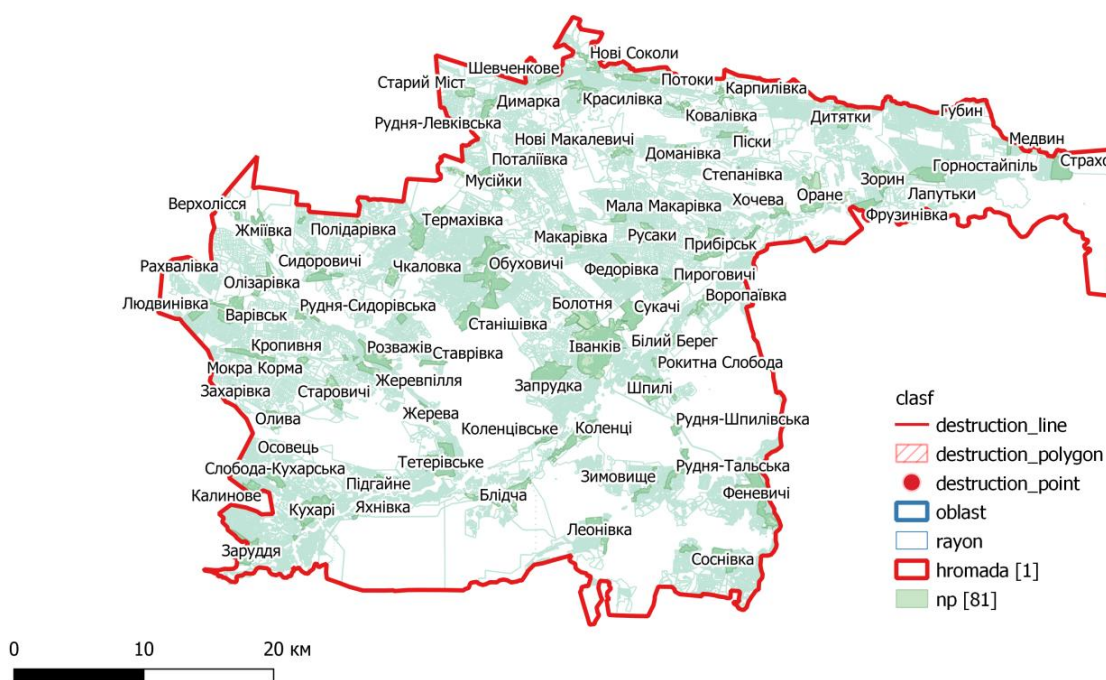 Нові Соколи
Шевченкове
Старий Міст
Потоки
Карпилівка
Димарка
Красилівка
Рудня-Левківська
Ковалівка
Дитятки
Губин
Нові Макалевичі
Піски
Медвин
Поталіївка
Доманівка
Горностайпіль
Страхо
Мусійки
Степанівка
Зорин
Верхолісся
Хочева
Оране
Лапутьки
Мала Макарівка
Фрузинівка
Термахівка
Жміївка
Полідарівка
Макарівка
Русаки
Прибірськ
Рахвалівка
Сидоровичі
Чкаловка
Обуховичі
Федорівка
Пироговичі
Олізарівка
Людвинівка
Рудня-Сидорівська
Болотня
Сукачі
Воропаївка
Варівськ
Станішівка
Кропивня
Розважів
Ставрівка
Іванків
Білий Берег
Мокра Корма
Рокитна Слобода
Захарівка
Старовичі
Жеревпілля
Запрудка
Шпилі
clasf
Олива
Жерева
Коленцівське
Коленці
Рудня-Шпилівська
destruction_line
Осовець
destruction_polygon
Слобода-Кухарська
Тетерівське
Зимовище
Рудня-Тальська
destruction_point
Калинове
Підгайне
Блідча
Феневичі
oblast
Кухарі
Яхнівка
rayon
Леонівка
Заруддя
Соснівка
hromada [1]
np [81]
0 10 20 км